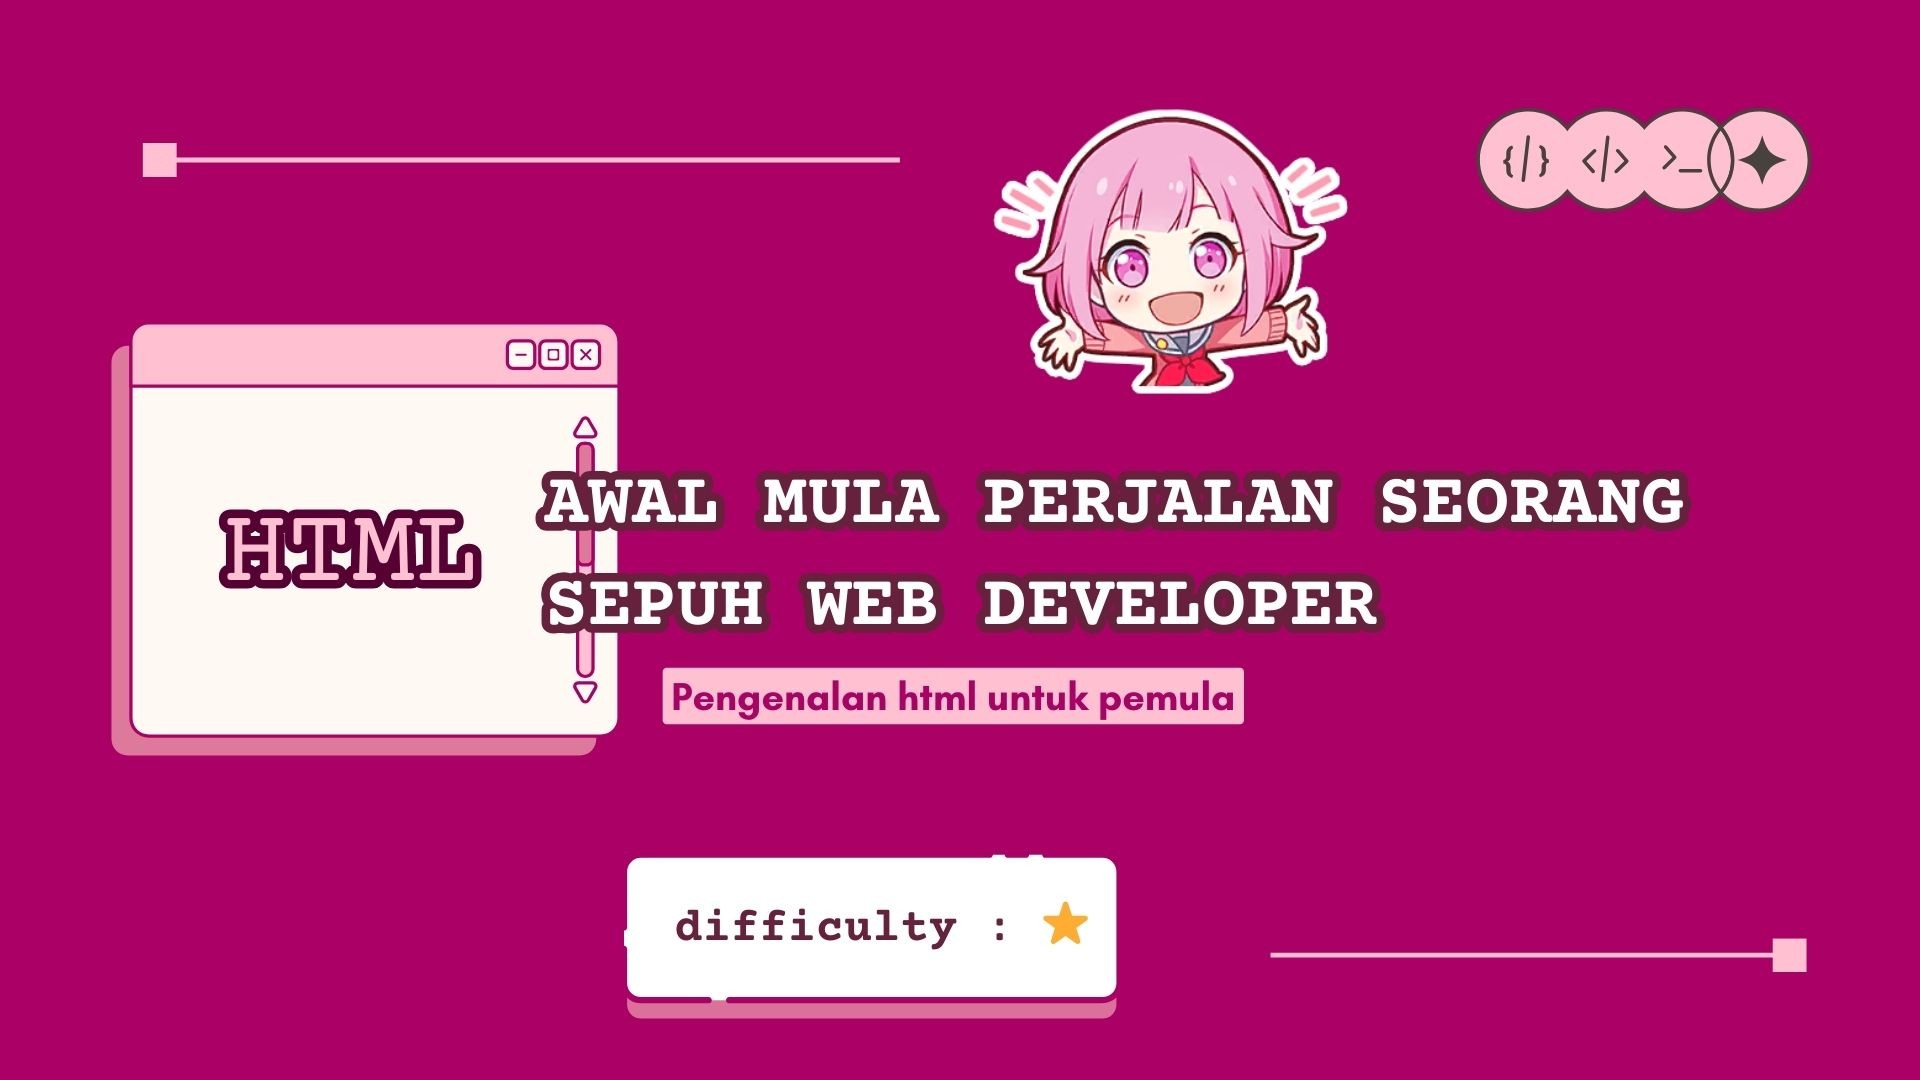 {/} </> >_
HTML
AWAL MULA PERJALAN SEORANG
SEPUH WEB DEVELOPER
Pengenalan html untuk pemula
difficulty :